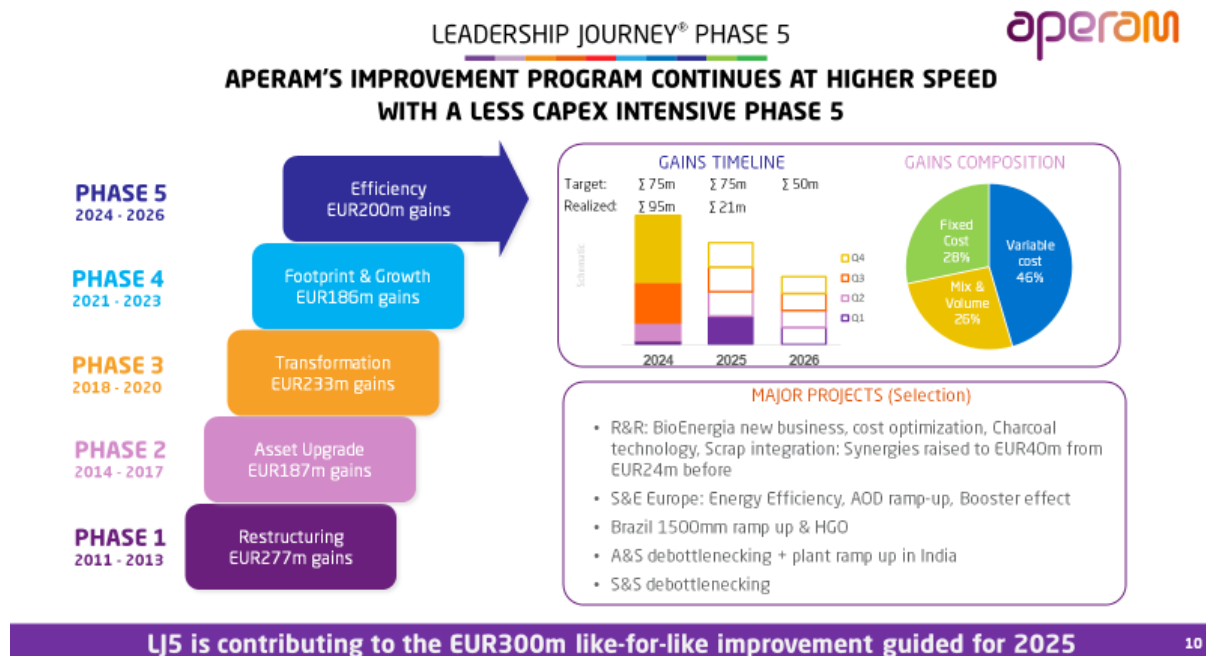 LEADERSHIP JOURNEY® PHASE 5
aperam
APERAM'S IMPROVEMENT PROGRAM CONTINUES AT HIGHER SPEED
WITH A LESS CAPEX INTENSIVE PHASE 5
PHASE 5
2024 - 2026
Efficiency
EUR200m gains
PHASE 4
2021 - 2023
Footprint & Growth
EUR186m gains
PHASE 3
2018 - 2020
Transformation
EUR233m gains
PHASE 2
2014 - 2017
Asset Upgrade
EUR187m gains
PHASE 1
2011 - 2013
Restructuring
EUR277m gains
GAINS TIMELINE
Target: Σ 75m Σ 75m Σ 50m
Realized: Σ 95m Σ 21m
Schematic
Q4
Q3
Q2
Q1
2024 2025 2026
GAINS COMPOSITION
Fixed
Cost
28%
Variable
cost
46%
Mix &
Volume
26%
MAJOR PROJECTS (Selection)
• R&R: BioEnergia new business, cost optimization, Charcoal
technology, Scrap integration: Synergies raised to EUR40m from
EUR24m before
• S&E Europe: Energy Efficiency, AOD ramp-up, Booster effect
• Brazil 1500mm ramp up & HGO
• A&S debottlenecking + plant ramp up in India
• S&S debottlenecking
LJ5 is contributing to the EUR300m like-for-like improvement guided for 2025
10